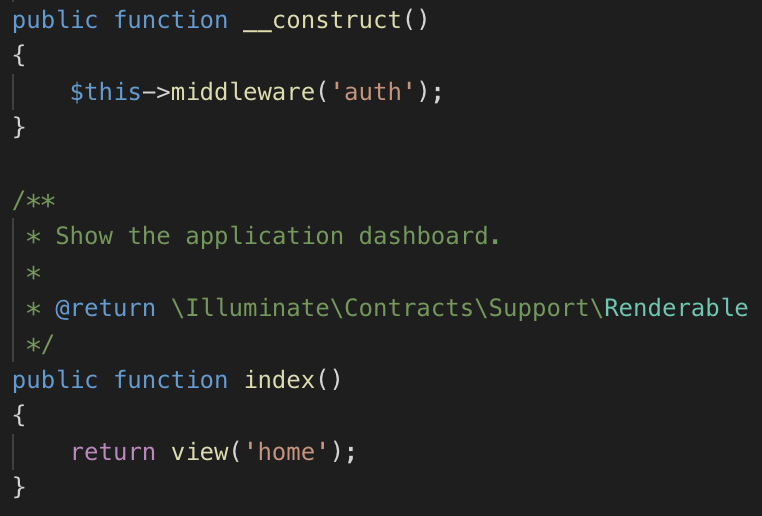 public function __construct()
{
    $this->middleware('auth');
}

/**
 * Show the application dashboard.
 *
 * @return \Illuminate\Contracts\Support\Renderable
 */
public function index()
{
    return view('home');
}